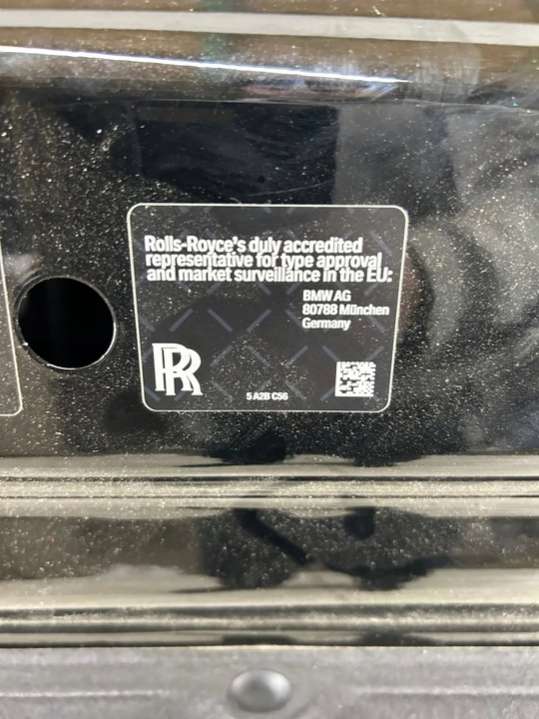 Rolls-Royce's duly accredited
representative for type approval
and market surveillance in the EU:
BMW AG
80788 München
Germany
RR
5 A2B C56